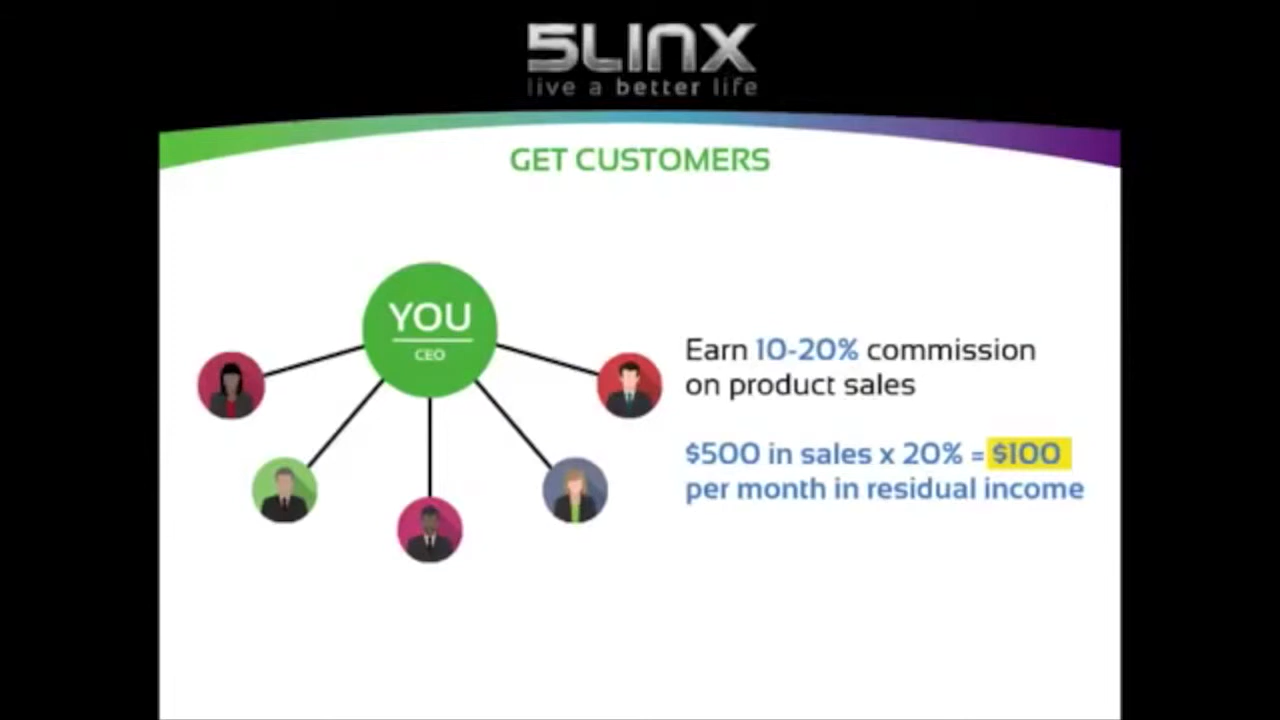 5LINX
live a better life
GET CUSTOMERS
YOU
CEO
Earn 10-20% commission
on product sales
$500 in sales x 20% = $100
per month in residual income